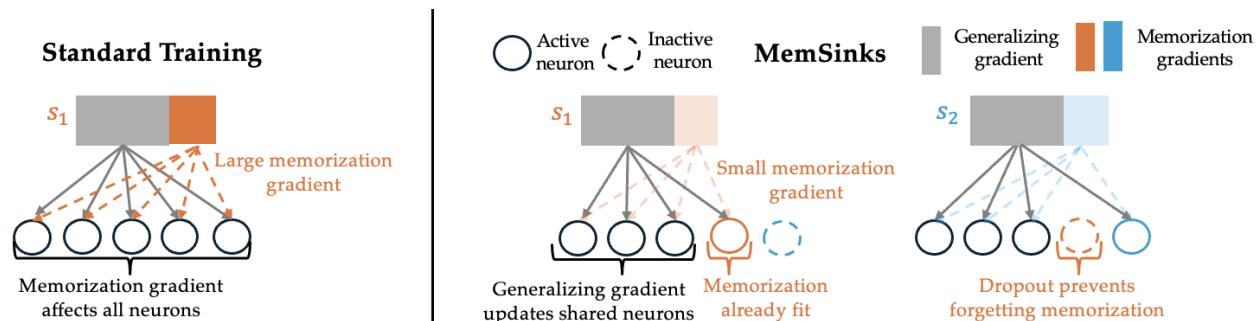 Standard Training
s₁
Large memorization
gradient
Memorization gradient
affects all neurons
Active
neuron
Inactive
neuron
MemSinks
Generalizing
gradient
Memorization
gradients
s₁
Small memorization
gradient
Generalizing gradient
updates shared neurons
Memorization
already fit
s₂
Dropout prevents
forgetting memorization